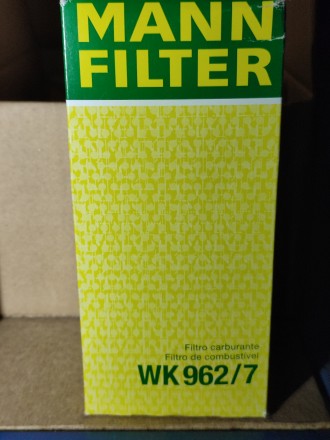 MANN
FILTER
Filtro carburante
Filtro de combustível
WK 962/7